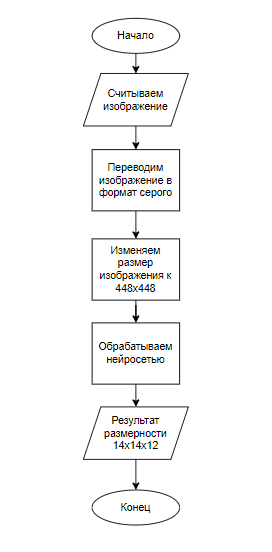 Начало
Считываем
изображение
Переводим
изображение в
формат серого
Изменяем
размер
изображения к
448x448
Обрабатываем
нейросетью
Результат
размерности
14x14x12
Конец